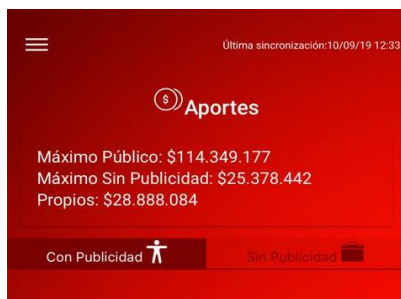 Última sincronización:10/09/19 12:33
Aportes
Máximo Público: $114.349.177
Máximo Sin Publicidad: $25.378.442
Propios: $28.888.084
Con Publicidad
Sin Publicidad